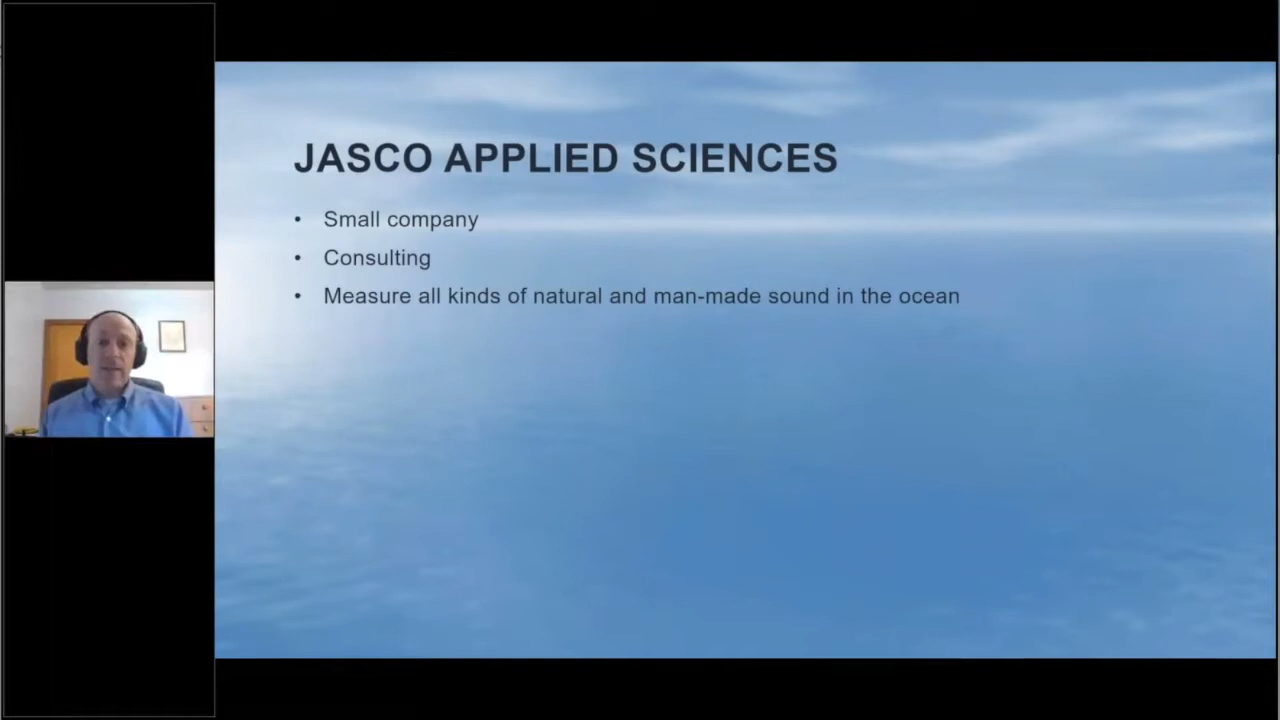 JASCO APPLIED SCIENCES
• Small company
• Consulting
• Measure all kinds of natural and man-made sound in the ocean